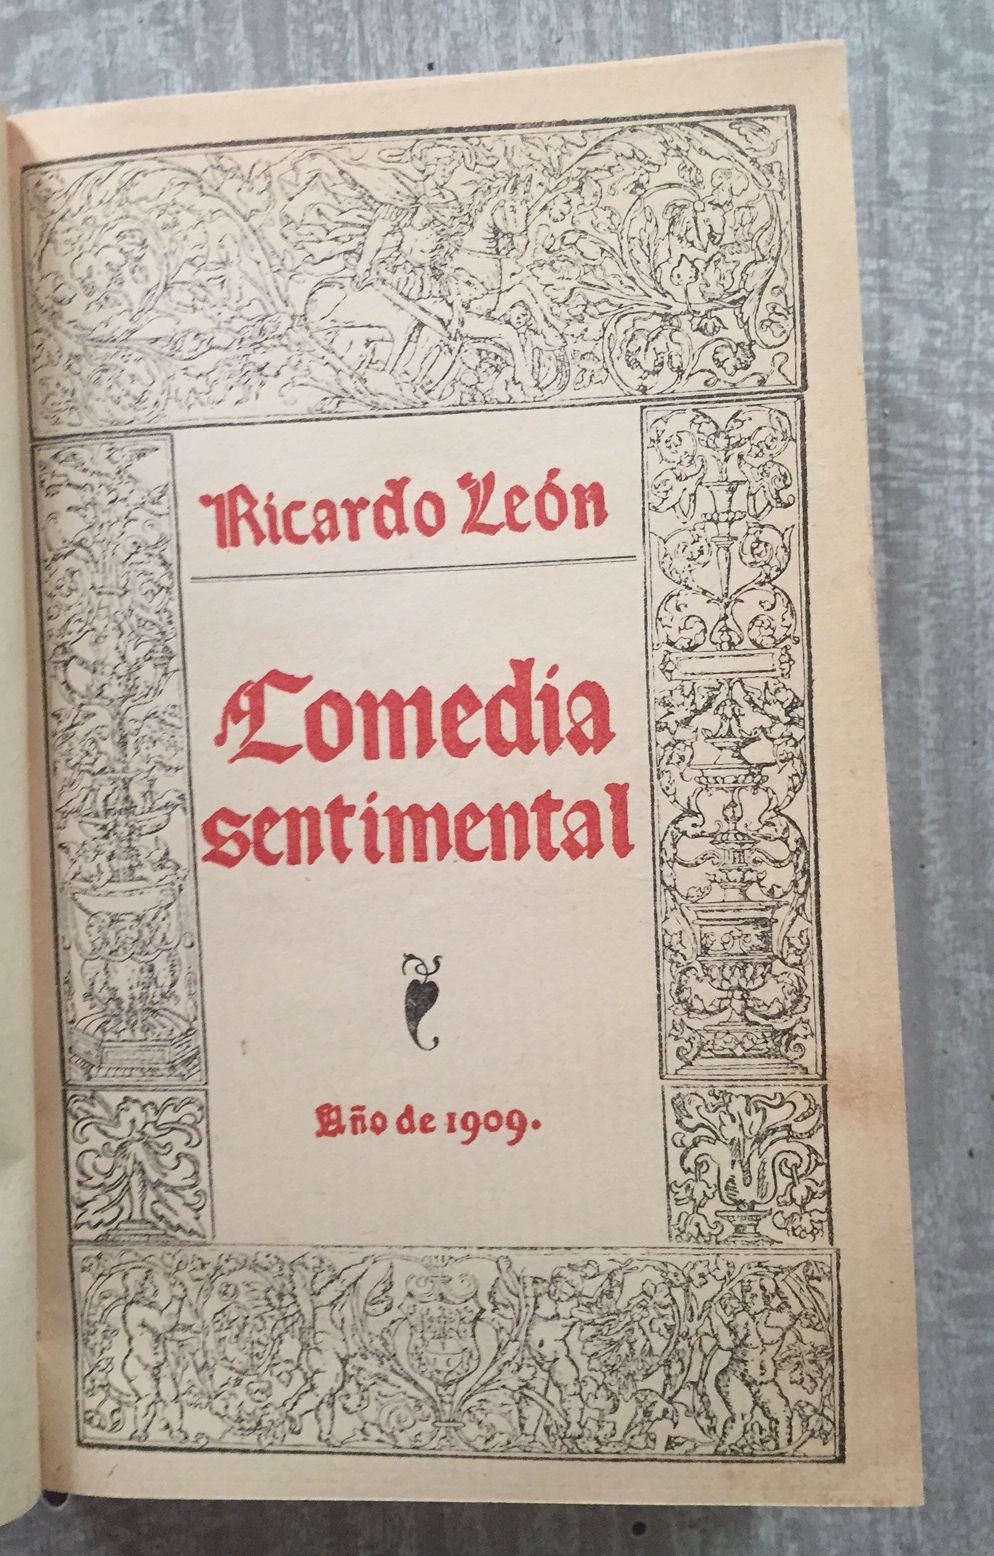 Ricardo León
Comedia
sentimental
Año de 1909.